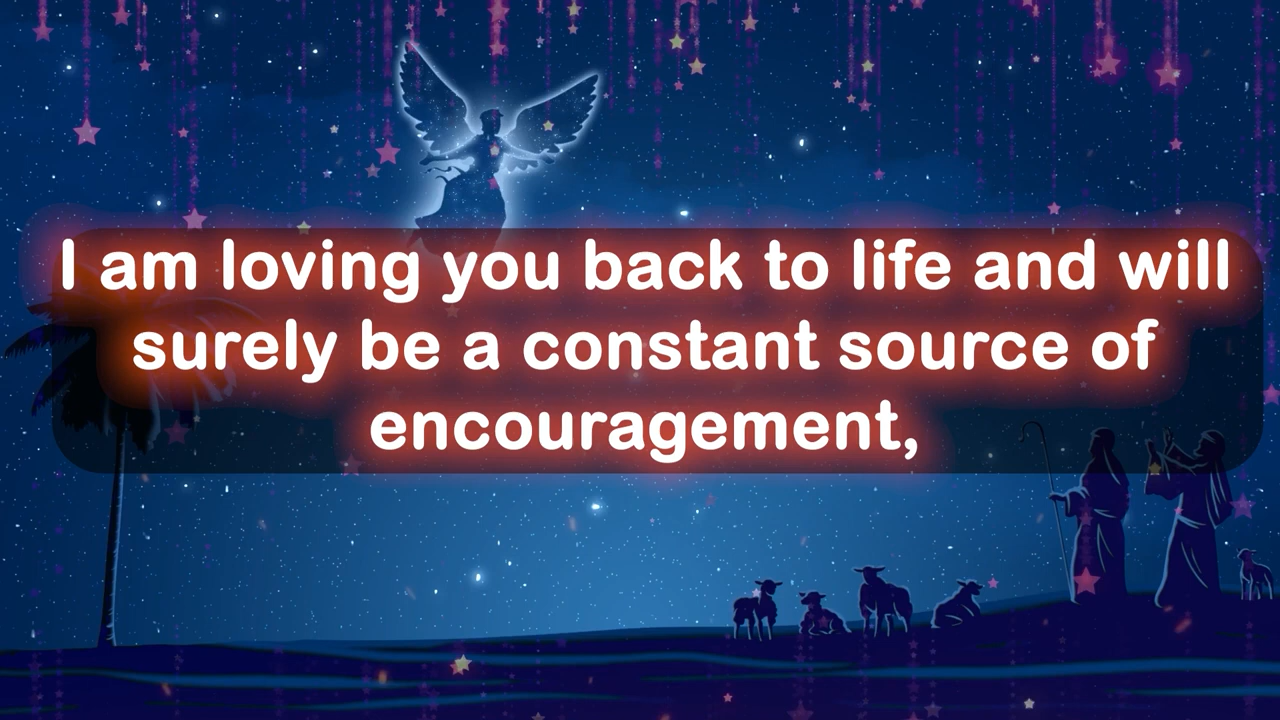 I am loving you back to life and will
surely be a constant source of
encouragement,